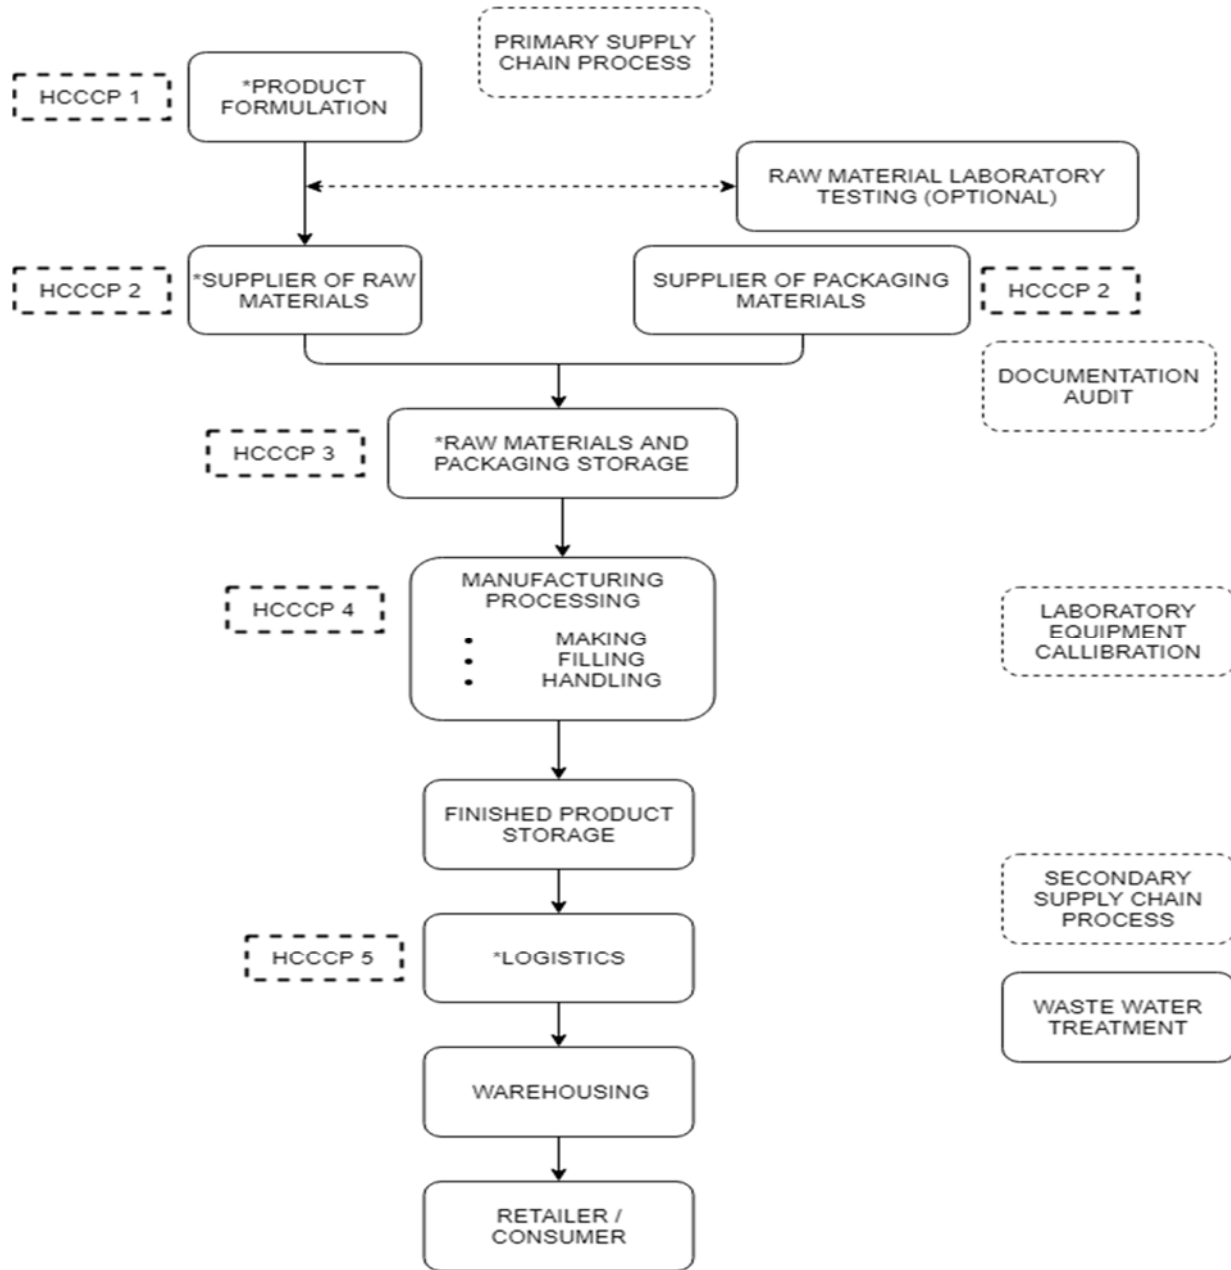 PRIMARY SUPPLY
CHAIN PROCESS
HCCCP 1
*PRODUCT
FORMULATION
RAW MATERIAL LABORATORY
TESTING (OPTIONAL)
HCCCP 2
*SUPPLIER OF RAW
MATERIALS
SUPPLIER OF PACKAGING
MATERIALS
HCCCP 2
DOCUMENTATION
AUDIT
HCCCP 3
*RAW MATERIALS AND
PACKAGING STORAGE
HCCCP 4
MANUFACTURING
PROCESSING
• MAKING
• FILLING
• HANDLING
LABORATORY
EQUIPMENT
CALLIBRATION
FINISHED PRODUCT
STORAGE
SECONDARY
SUPPLY CHAIN
PROCESS
HCCCP 5
*LOGISTICS
WASTE WATER
TREATMENT
WAREHOUSING
RETAILER /
CONSUMER